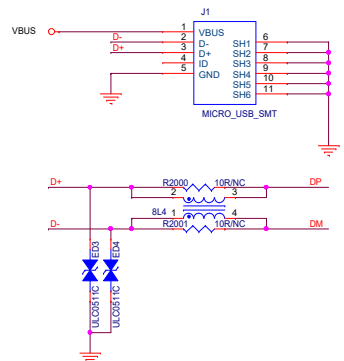 J1
VBUS
1
VBUS
D-
2
D-
SH1
6
D+
3
D+
SH2
7
4
ID
SH3
8
5
GND
SH4
9
SH5
10
SH6
11
MICRO_USB_SMT
D+
R2000
10R/NC
DP
2
3
8L4
1
4
D-
R2001
10R/NC
DM
ED3
ED4
ULC0511C
ULC0511C